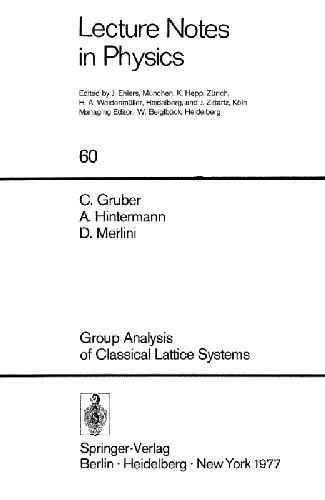 Lecture Notes
in Physics
Edited by J. Ehlers, München, K. Hepp, Zürich,
H. A. Weidenmüller, Heidelberg, and J. Zittartz, Köln
Managing Editor: W. Beiglböck, Heidelberg
60
C. Gruber
A. Hintermann
D. Merlini
Group Analysis
of Classical Lattice Systems
Springer-Verlag
Berlin · Heidelberg · New York 1977